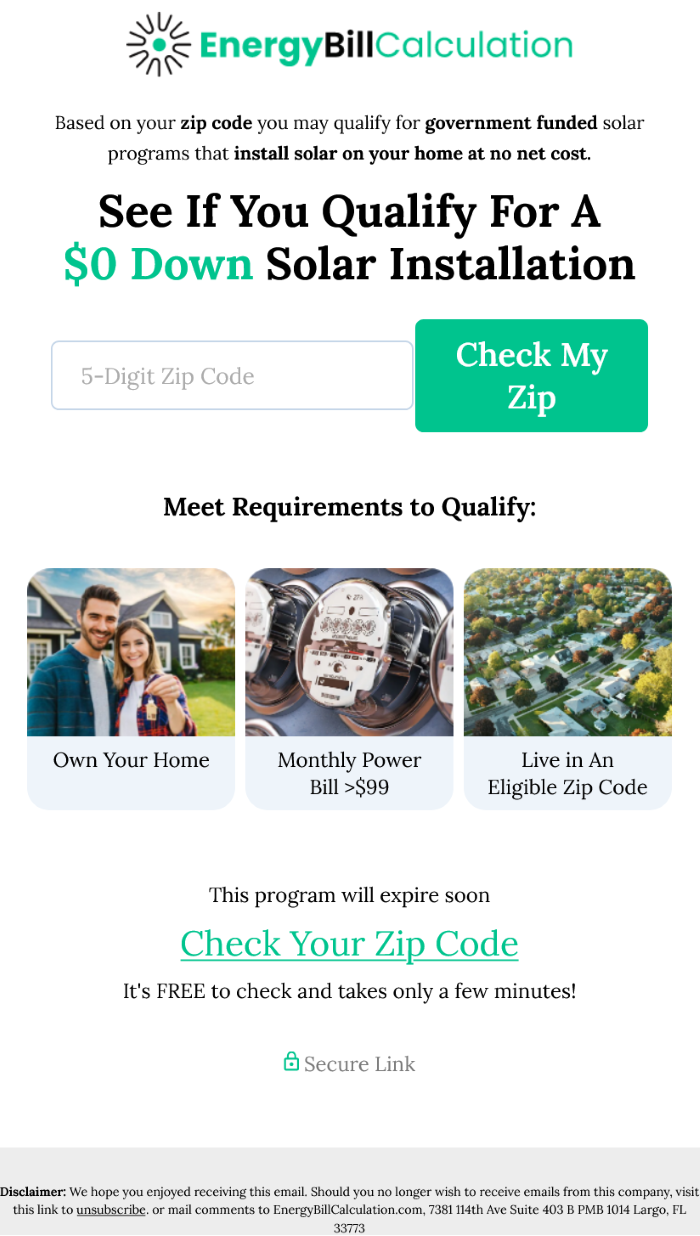 EnergyBillCalculation
Based on your zip code you may qualify for government funded solar
programs that install solar on your home at no net cost.
See If You Qualify For A
$0 Down Solar Installation
5-Digit Zip Code
Check My
Zip
Meet Requirements to Qualify:
Own Your Home
Monthly Power
Bill >$99
Live in An
Eligible Zip Code
This program will expire soon
Check Your Zip Code
It's FREE to check and takes only a few minutes!
Secure Link
Disclaimer: We hope you enjoyed receiving this email. Should you no longer wish to receive emails from this company, visit
this link to unsubscribe. or mail comments to EnergyBillCalculation.com, 7381 114th Ave Suite 403 B PMB 1014 Largo, FL
33773